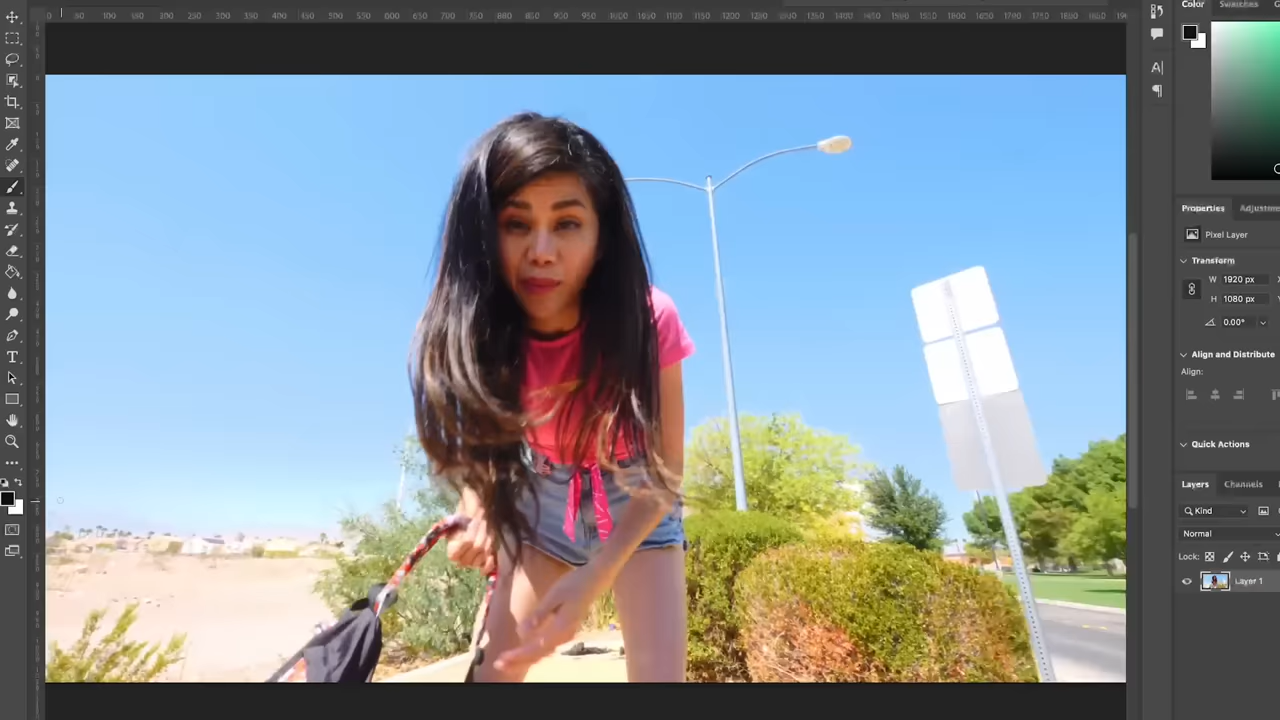 Color Swatches
Properties Adjustme
Pixel Layer
Transform
W 1920 px
H 1080 px
0.00°
Align and Distribute
Align:
Quick Actions
Layers Channels
Kind
Normal
Lock:
Layer 1